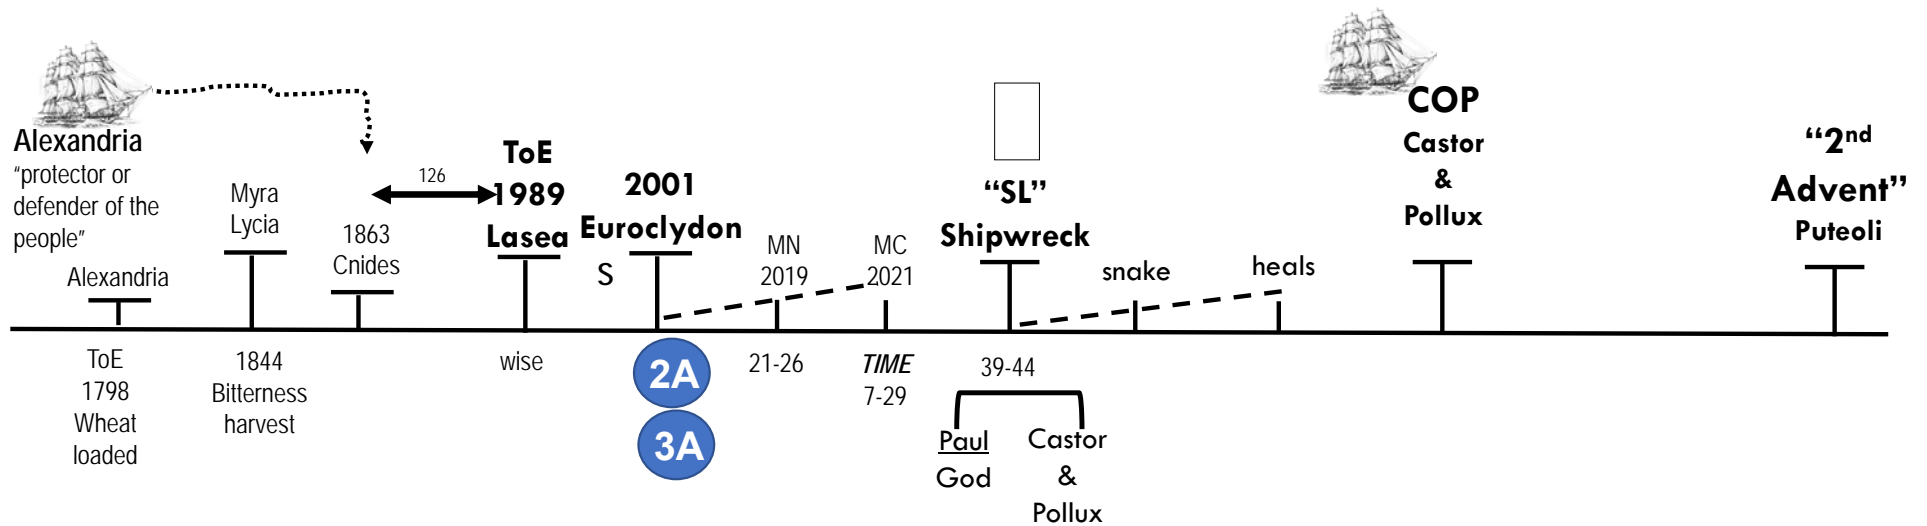 Alexandria
"protector or
defender of the
people"
Alexandria
ToE
1798
Wheat
loaded
Myra
Lycia
1844
Bitterness
harvest
1863
Cnides
126
ToE
1989
Lasea
wise
2001
Euroclydon
S
2A
3A
MN
2019
21-26
MC
2021
TIME
7-29
“SL”
Shipwreck
39-44
Paul
God
Castor
&
Pollux
snake
heals
COP
Castor
&
Pollux
“2nd
Advent”
Puteoli